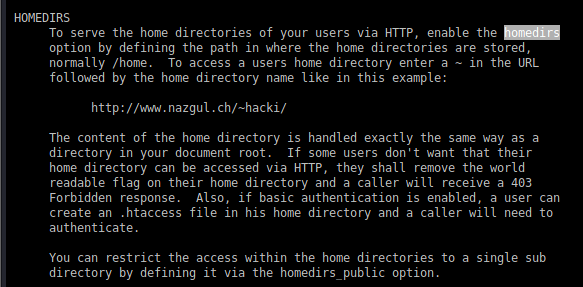 HOMEDIRS
To serve the home directories of your users via HTTP, enable the homedirs
option by defining the path in where the home directories are stored,
normally /home.  To access a users home directory enter a ~ in the URL
followed by the home directory name like in this example:
http://www.nazgul.ch/~hacki/
The content of the home directory is handled exactly the same way as a
directory in your document root.  If some users don't want that their
home directory can be accessed via HTTP, they shall remove the world
readable flag on their home directory and a caller will receive a 403
Forbidden response.  Also, if basic authentication is enabled, a user can
create an .htaccess file in his home directory and a caller will need to
authenticate.
You can restrict the access within the home directories to a single sub
directory by defining it via the homedirs_public option.